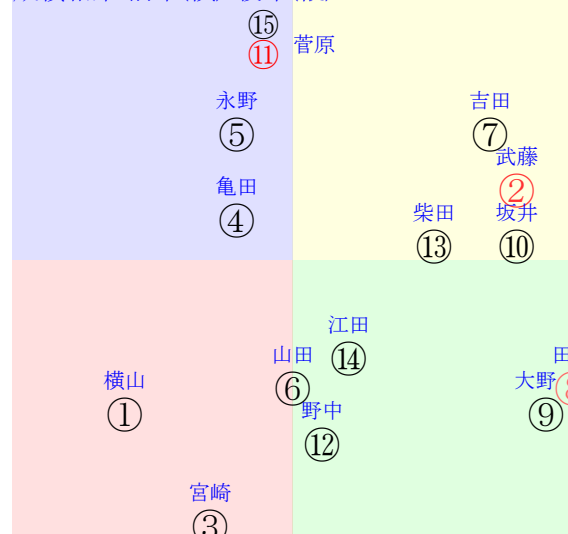 ⑮
⑪ 菅原
永野 吉田
⑤ ⑦
武藤
亀田 ②
柴田 坂井
④ ⑬ ⑩
江田
山田 ⑭ 田
横山 ⑥ 大野
① 野中 ⑨
⑫
宮崎
③